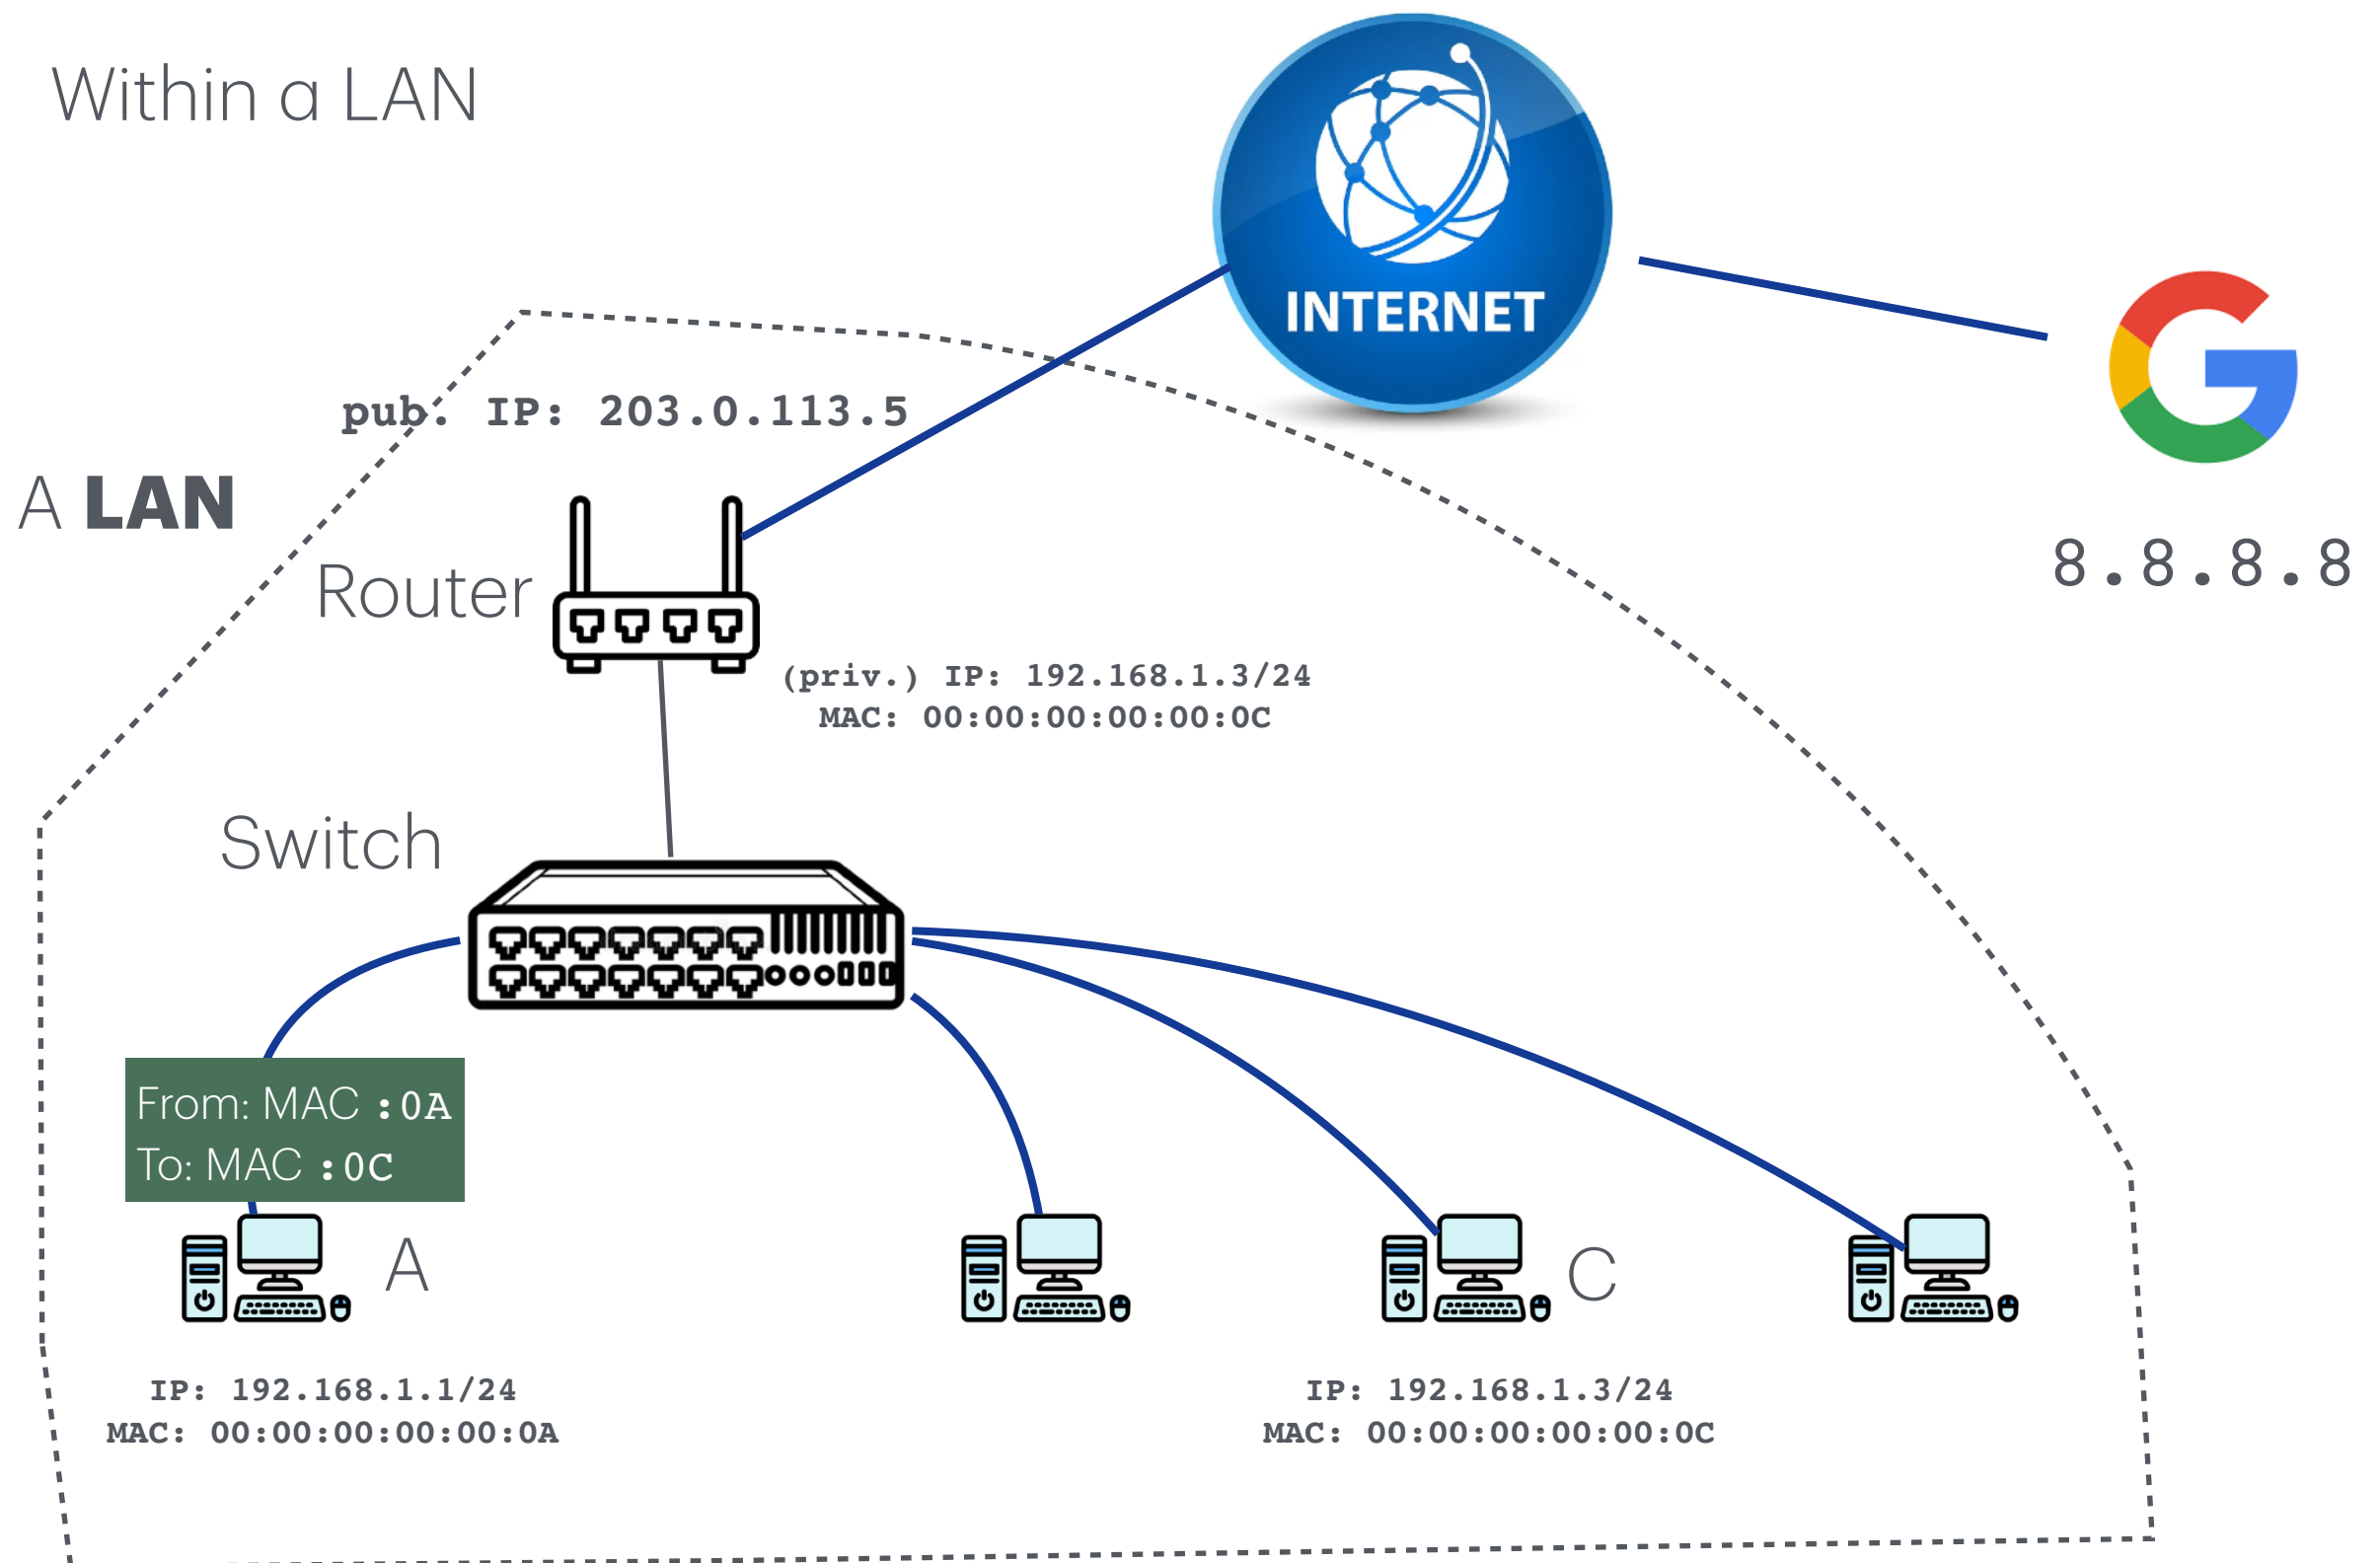 Within a LAN
INTERNET
pub. IP: 203.0.113.5
A LAN
8.8.8.8
Router
(priv.) IP: 192.168.1.3/24
MAC: 00:00:00:00:00:0C
Switch
From: MAC :0A
To: MAC :0C
A
C
IP: 192.168.1.1/24
MAC: 00:00:00:00:00:0A
IP: 192.168.1.3/24
MAC: 00:00:00:00:00:0C